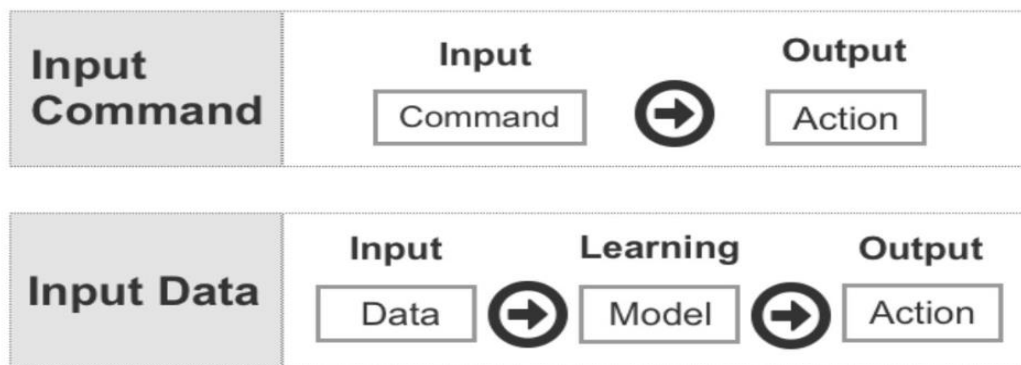 Input
Command
Input Output
Command Action
Input Data
Input Learning Output
Data Model Action